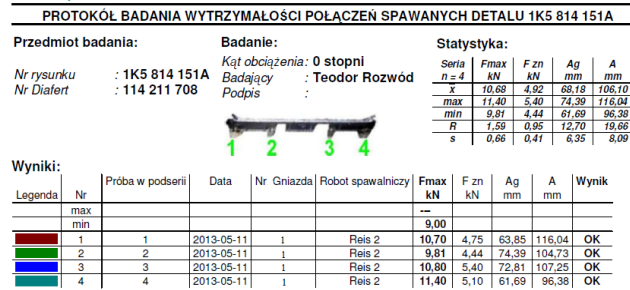 PROTOKÓŁ BADANIA WYTRZYMAŁOŚCI POŁĄCZEŃ SPAWANYCH DETALU 1K5 814 151A
Przedmiot badania: Badanie: Statystyka:
Kąt obciążenia: 0 stopni
Nr rysunku : 1K5 814 151A Badający : Teodor Rozwód
Nr Diafert : 114 211 708 Podpis :
Seria Fmax F zn Ag A
n = 4 kN kN mm mm
x̄ 10,68 4,92 68,18 106,10
max 11,40 5,40 74,39 116,04
min 9,81 4,44 61,69 96,38
R 1,59 0,95 12,70 19,66
s 0,66 0,41 6,35 8,09
1 2 3 4
Wyniki:
Próba w podserii Data Nr Gniazda Robot spawalniczy Fmax F zn Ag A Wynik
Legenda Nr kN kN mm mm
max ---
min 9,00
1 1 2013-05-11 1 Reis 2 10,70 4,75 63,85 116,04 OK
2 2 2013-05-11 1 Reis 2 9,81 4,44 74,39 104,73 OK
3 3 2013-05-11 1 Reis 2 10,80 5,40 72,81 107,25 OK
4 4 2013-05-11 1 Reis 2 11,40 5,10 61,69 96,38 OK